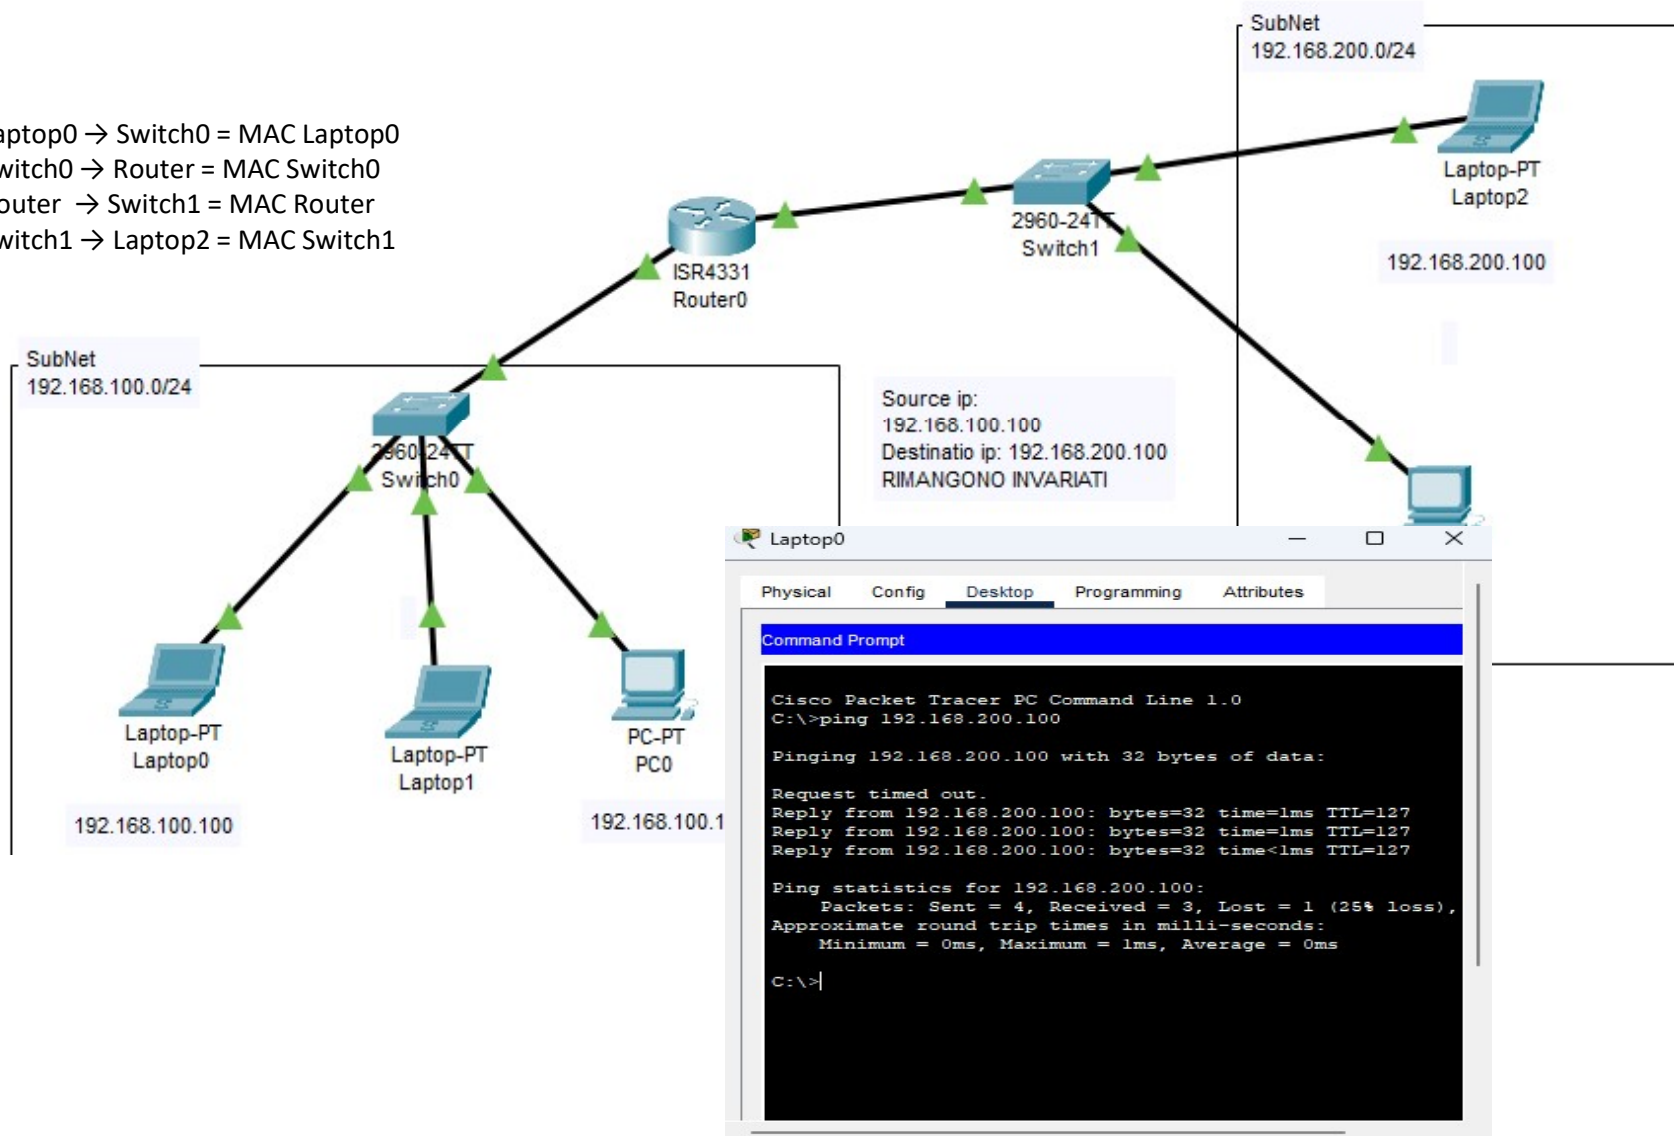 SubNet
192.168.200.0/24
aptop0 → Switch0 = MAC Laptop0
witch0 → Router = MAC Switch0
outer → Switch1 = MAC Router
witch1 → Laptop2 = MAC Switch1
Laptop-PT
Laptop2
192.168.200.100
2960-24TT
Switch1
ISR4331
Router0
SubNet
192.168.100.0/24
2960-24TT
Switch0
Source ip:
192.168.100.100
Destinatio ip: 192.168.200.100
RIMANGONO INVARIATI
Laptop-PT
Laptop0
192.168.100.100
Laptop-PT
Laptop1
PC-PT
PC0
192.168.100.1
Laptop0
Physical Config Desktop Programming Attributes
Command Prompt
Cisco Packet Tracer PC Command Line 1.0
C:\>ping 192.168.200.100
Pinging 192.168.200.100 with 32 bytes of data:
Request timed out.
Reply from 192.168.200.100: bytes=32 time=1ms TTL=127
Reply from 192.168.200.100: bytes=32 time=1ms TTL=127
Reply from 192.168.200.100: bytes=32 time<1ms TTL=127
Ping statistics for 192.168.200.100:
Packets: Sent = 4, Received = 3, Lost = 1 (25% loss),
Approximate round trip times in milli-seconds:
Minimum = 0ms, Maximum = 1ms, Average = 0ms
C:\>